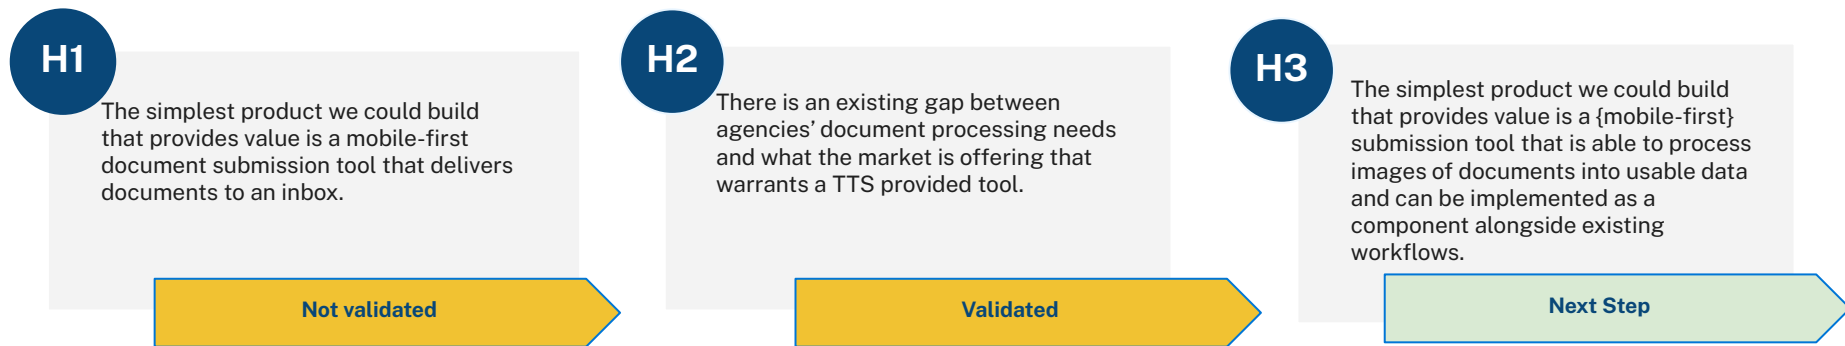 H1
The simplest product we could build
that provides value is a mobile-first
document submission tool that delivers
documents to an inbox.
Not validated
H2
There is an existing gap between
agencies’ document processing needs
and what the market is offering that
warrants a TTS provided tool.
Validated
H3
The simplest product we could build
that provides value is a {mobile-first}
submission tool that is able to process
images of documents into usable data
and can be implemented as a
component alongside existing
workflows.
Next Step